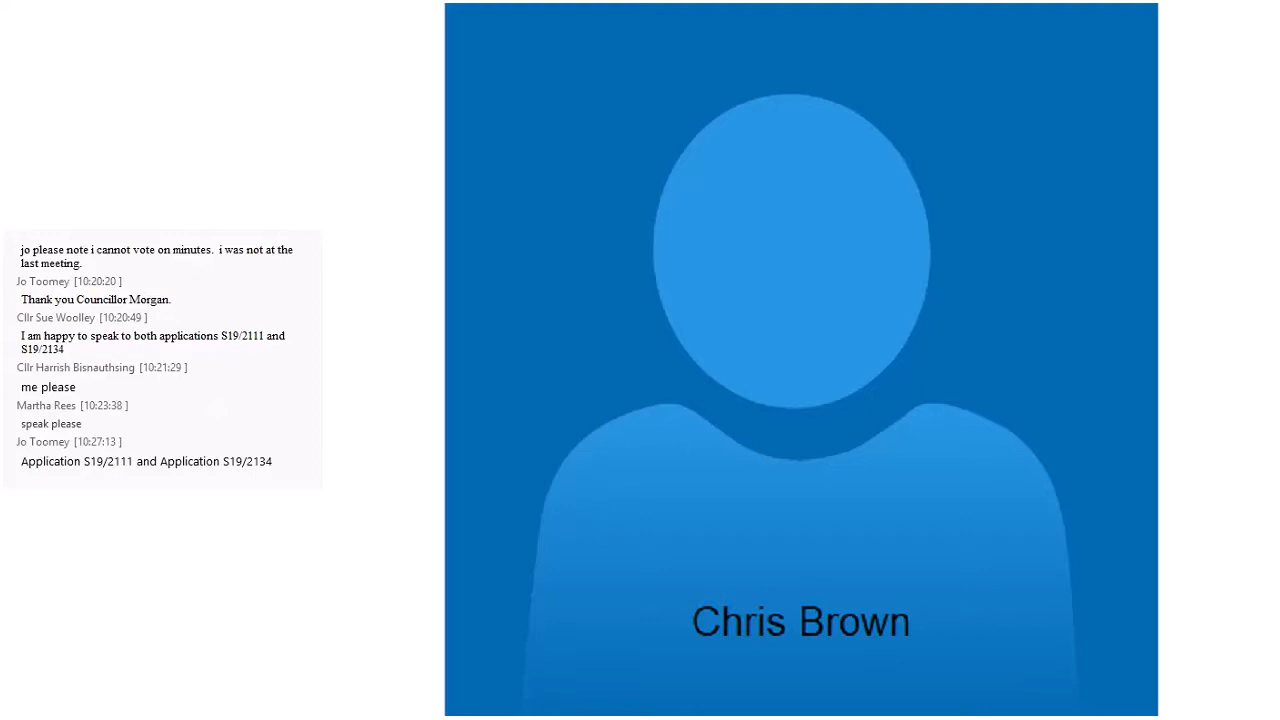 jo please note i cannot vote on minutes.  i was not at the
last meeting.
Jo Toomey [10:20:20 ]
Thank you Councillor Morgan.
Cllr Sue Woolley [10:20:49 ]
I am happy to speak to both applications S19/2111 and
S19/2134
Cllr Harrish Bisnauthsing [10:21:29 ]
me please
Martha Rees [10:23:38 ]
speak please
Jo Toomey [10:27:13 ]
Application S19/2111 and Application S19/2134
Chris Brown